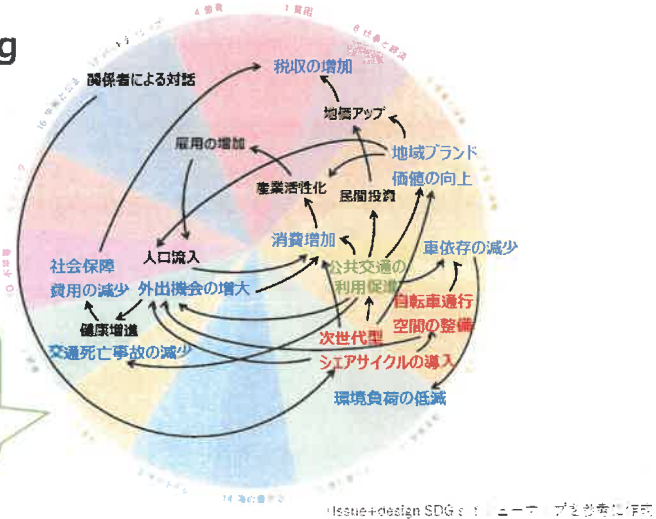 g
4
1 貧困
関係者による対話
税収の増加
地価アップ
雇用の増加
地域ブランド
価値の向上
産業活性化
民間投資
人口流入
消費増加
車依存の減少
社会保障
費用の減少
外出機会の増大
公共交通の
利用促進
健康増進
自転車通行
空間の整備
交通死亡事故の減少
次世代型
シェアサイクルの導入
環境負荷の低減
14
issue+design SDGs